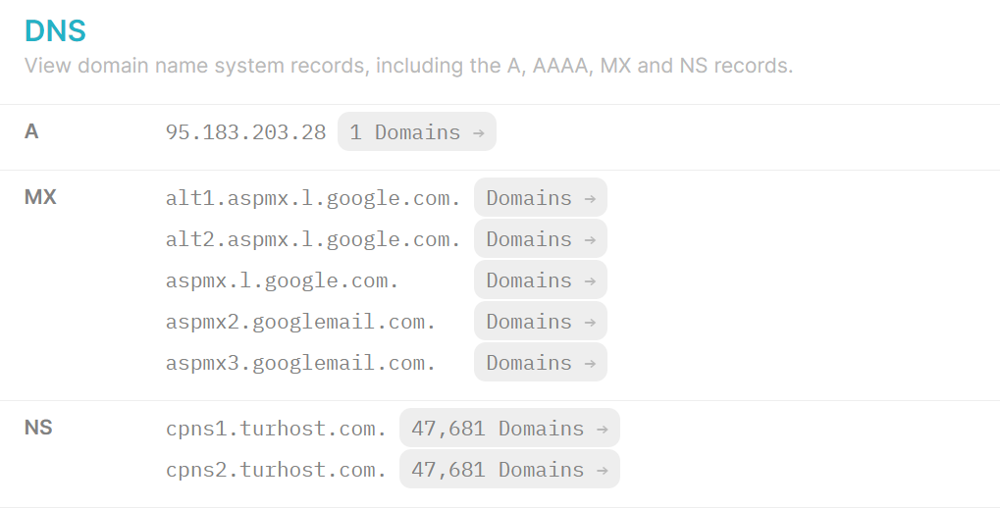 DNS
View domain name system records, including the A, AAAA, MX and NS records.
A 95.183.203.28 1 Domains →
MX alt1.aspmx.l.google.com. Domains →
alt2.aspmx.l.google.com. Domains →
aspmx.l.google.com. Domains →
aspmx2.googlemail.com. Domains →
aspmx3.googlemail.com. Domains →
NS cpns1.turhost.com. 47,681 Domains →
cpns2.turhost.com. 47,681 Domains →